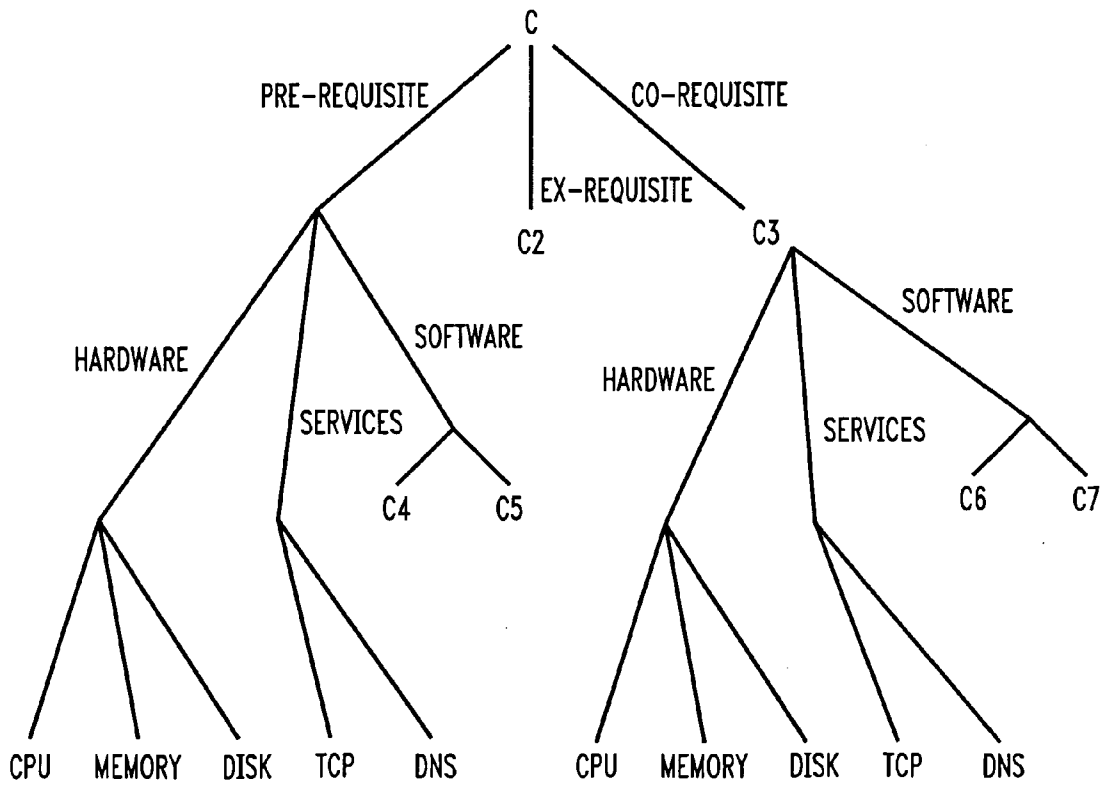 C
PRE-REQUISITE
CO-REQUISITE
EX-REQUISITE
C2
C3
HARDWARE
SERVICES
SOFTWARE
C4
C5
HARDWARE
SERVICES
SOFTWARE
C6
C7
CPU MEMORY DISK TCP DNS
CPU MEMORY DISK TCP DNS